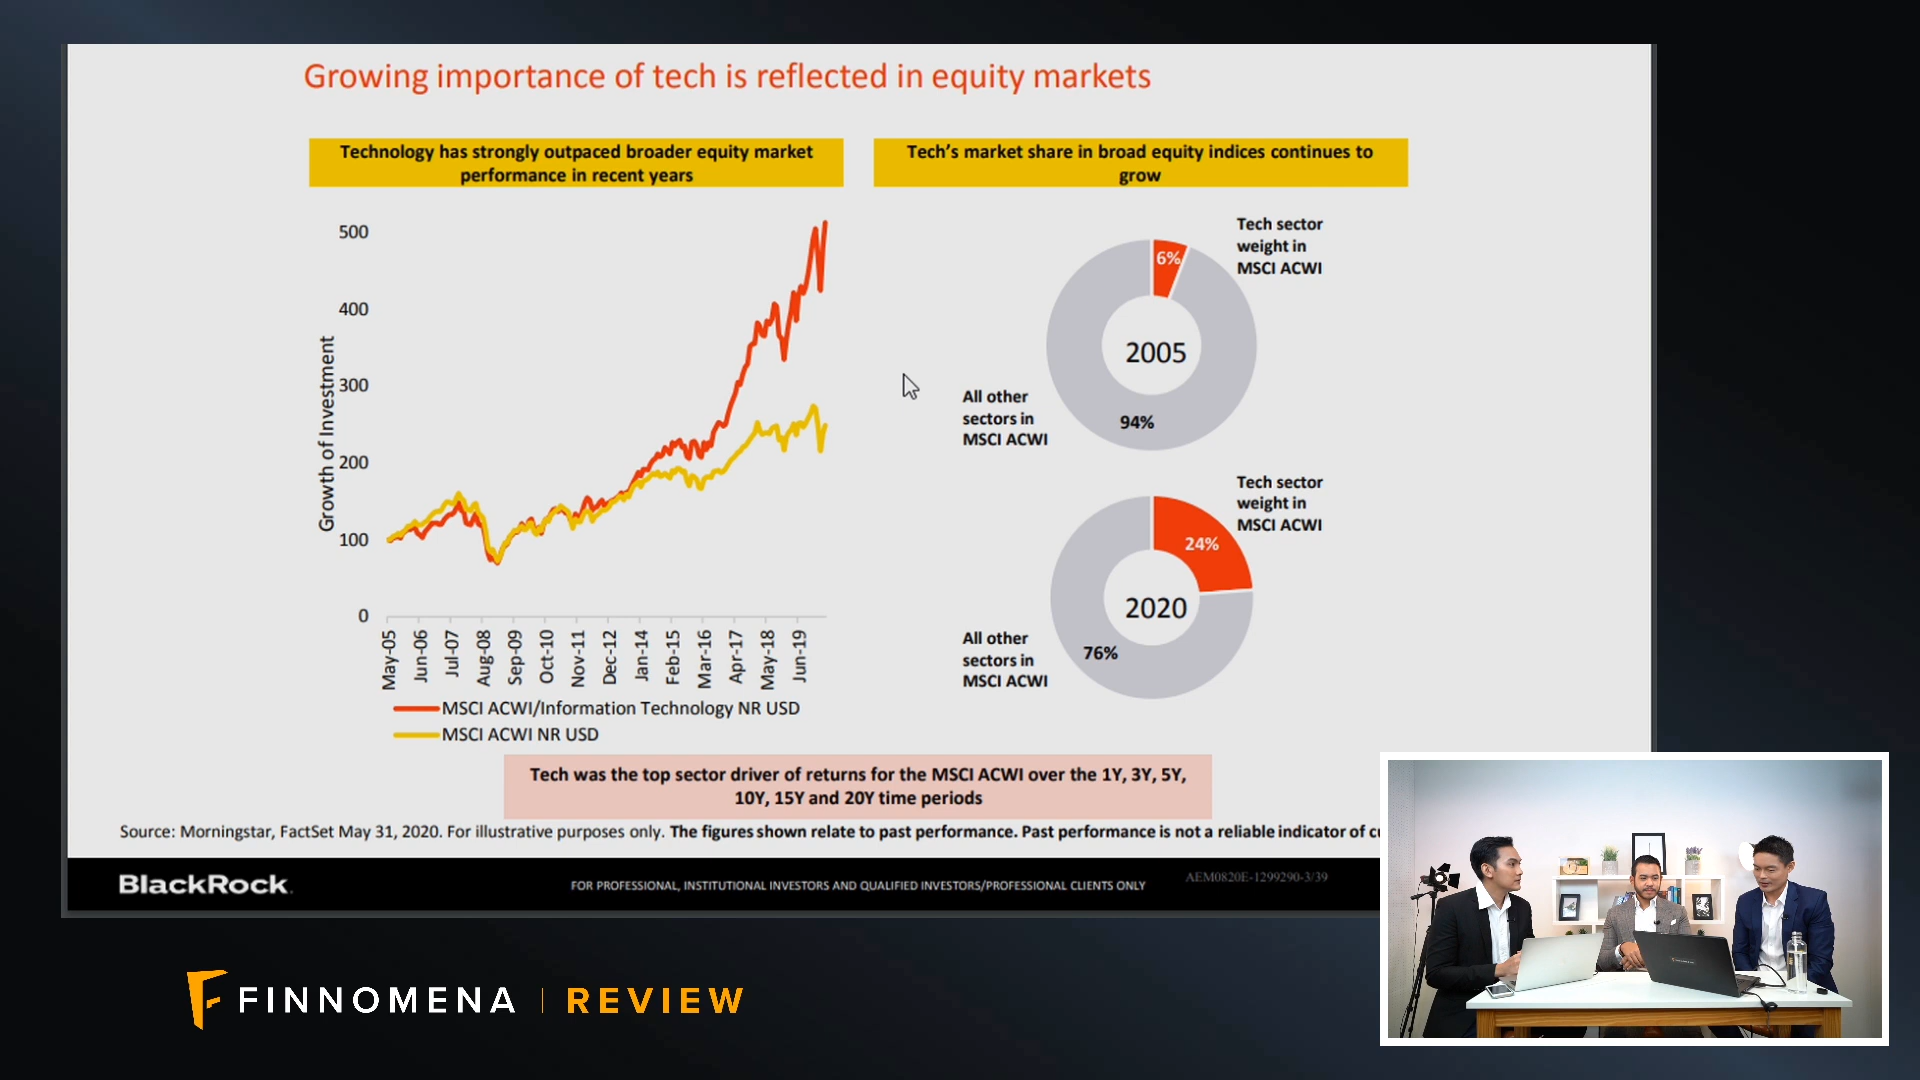 Growing importance of tech is reflected in equity markets
Technology has strongly outpaced broader equity market
performance in recent years
Tech's market share in broad equity indices continues to
grow
Growth of Investment
500
400
300
200
100
0
May-05
Jun-06
Jul-07
Aug-08
Sep-09
Oct-10
Nov-11
Dec-12
Jan-14
Feb-15
Mar-16
Apr-17
May-18
Jun-19
MSCI ACWI/Information Technology NR USD
MSCI ACWI NR USD
Tech sector
weight in
MSCI ACWI
6%
2005
All other
sectors in
MSCI ACWI
94%
Tech sector
weight in
MSCI ACWI
24%
2020
All other
sectors in
MSCI ACWI
76%
Tech was the top sector driver of returns for the MSCI ACWI over the 1Y, 3Y, 5Y,
10Y, 15Y and 20Y time periods
Source: Morningstar, FactSet May 31, 2020. For illustrative purposes only. The figures shown relate to past performance. Past performance is not a reliable indicator of
BlackRock.
FOR PROFESSIONAL, INSTITUTIONAL INVESTORS AND QUALIFIED INVESTORS/PROFESSIONAL CLIENTS ONLY
AEM0820E-1299290-3/39
FINNOMENA | REVIEW